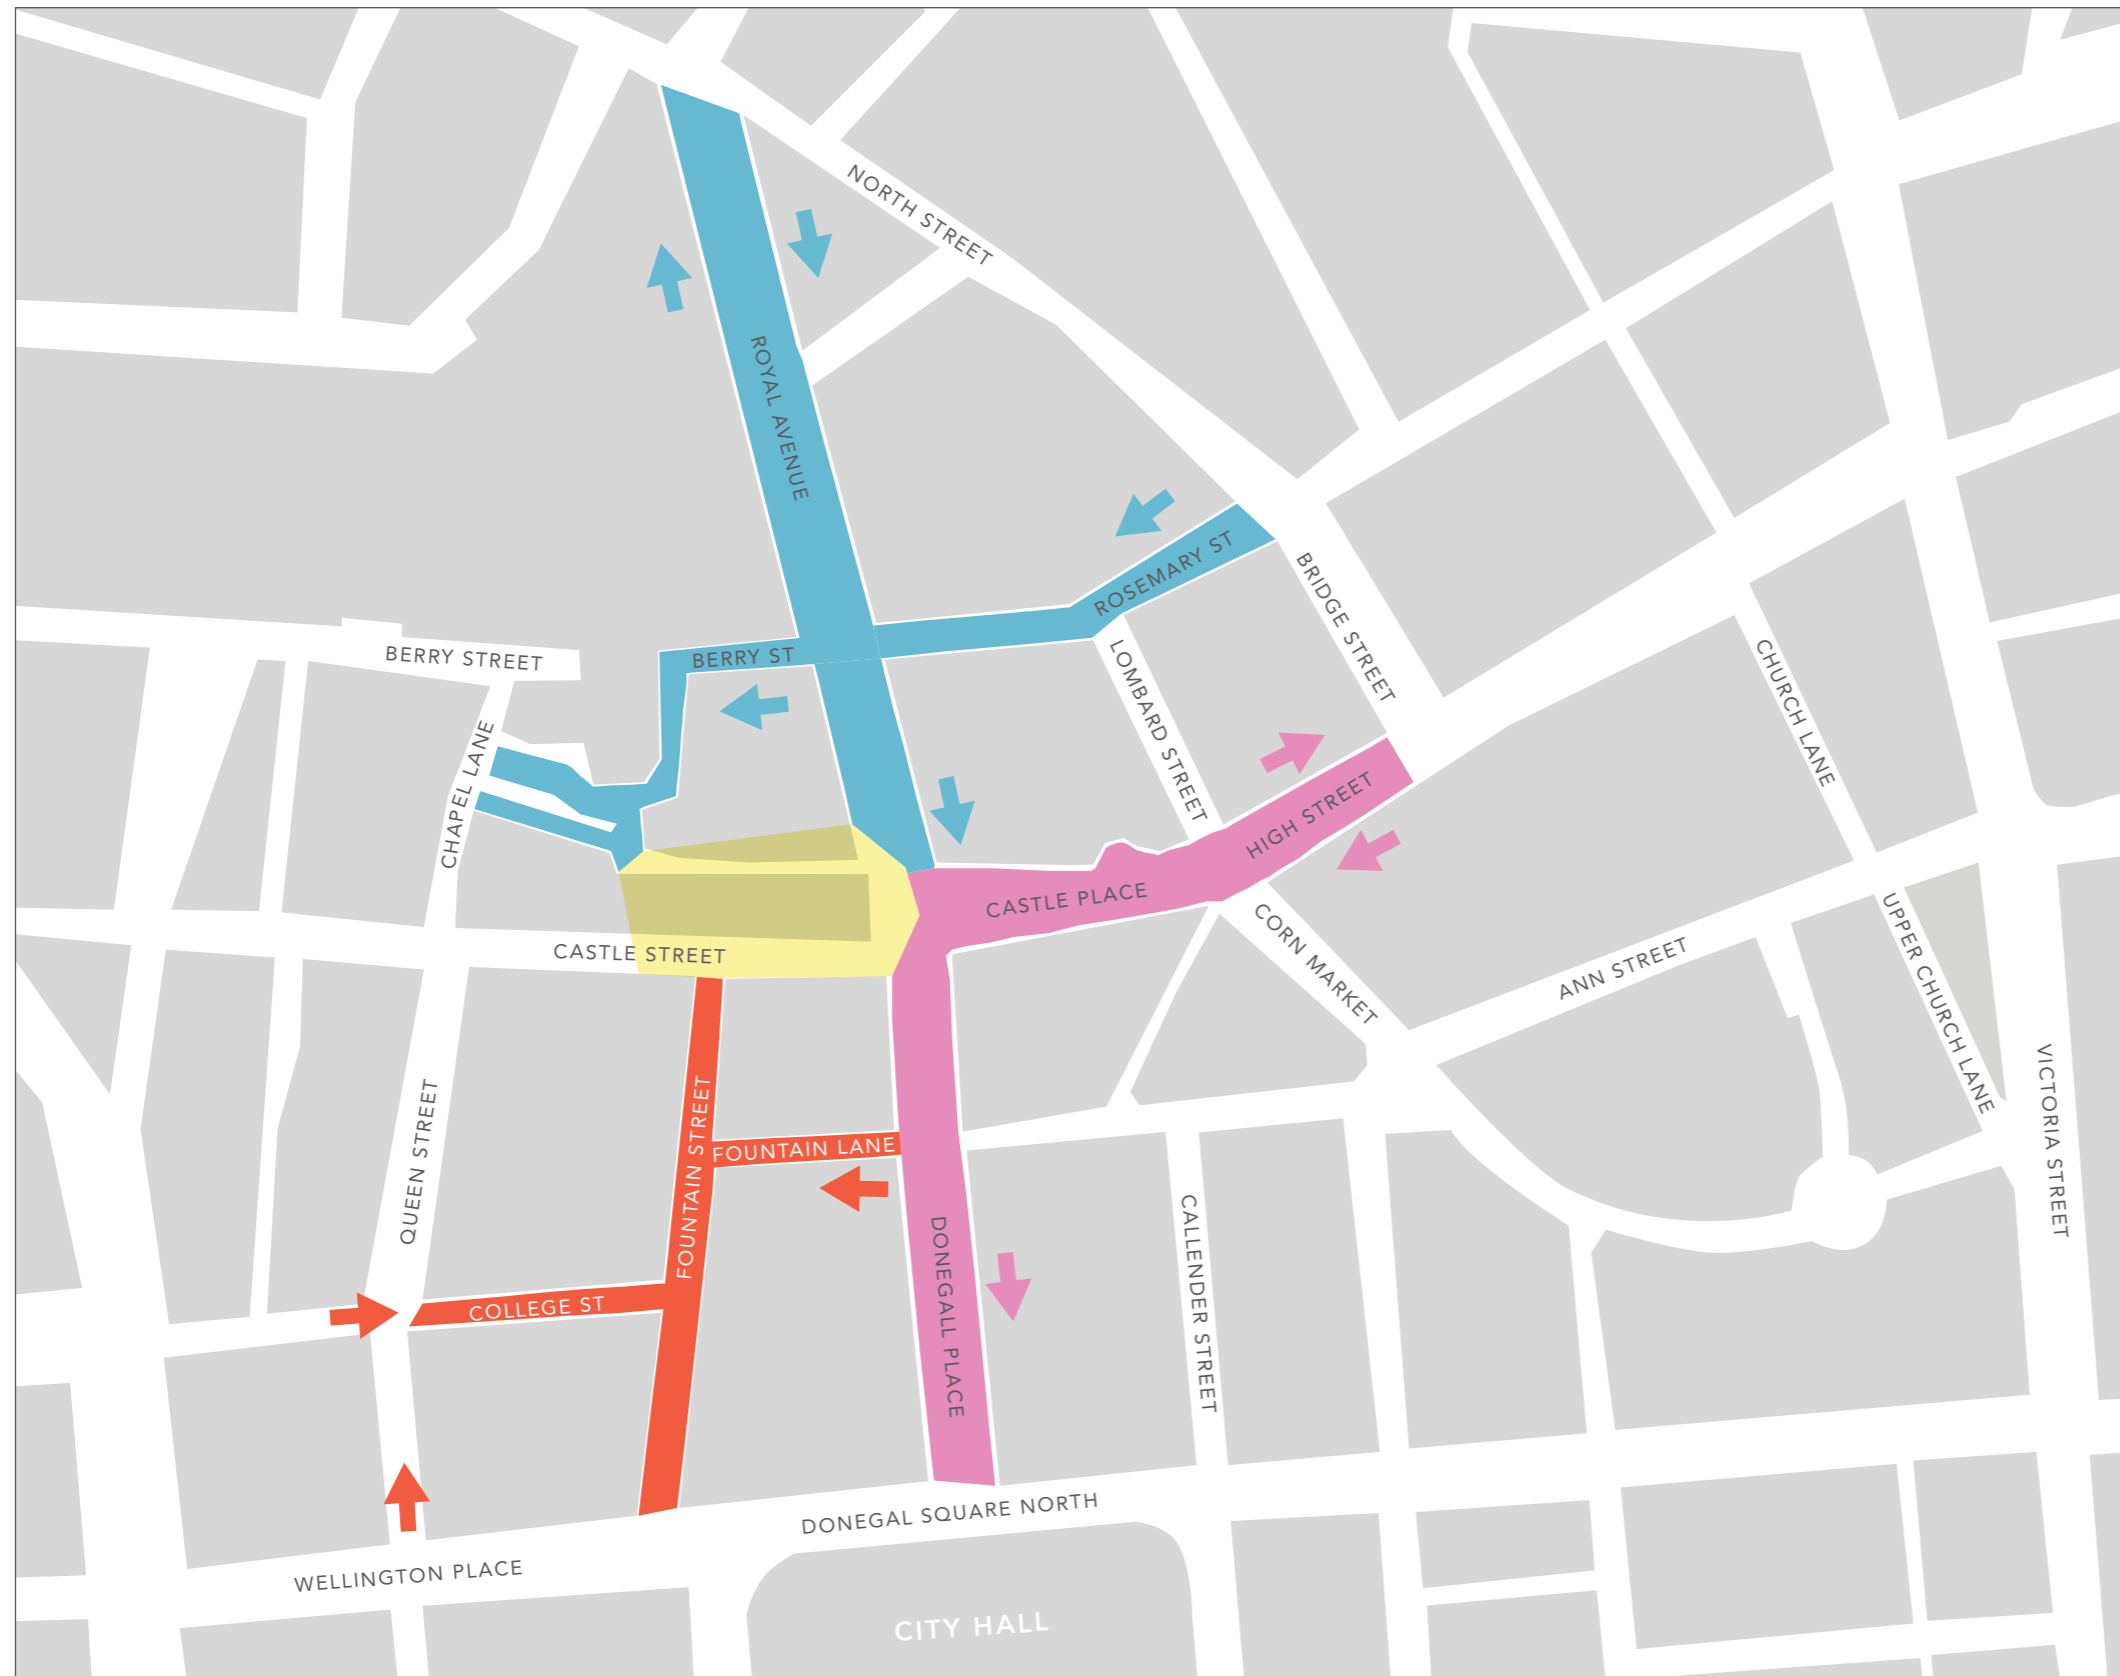 NORTH STREET
ROYAL AVENUE
ROSEMARY ST
BRIDGE STREET
BERRY STREET
BERRY ST
LOMBARD STREET
CHURCH LANE
CHAPEL LANE
HIGH STREET
CASTLE PLACE
CASTLE STREET
CORN MARKET
ANN STREET
UPPER CHURCH LANE
VICTORIA STREET
QUEEN STREET
FOUNTAIN STREET
FOUNTAIN LANE
DONEGALL PLACE
CALLENDER STREET
COLLEGE ST
DONEGAL SQUARE NORTH
WELLINGTON PLACE
CITY HALL